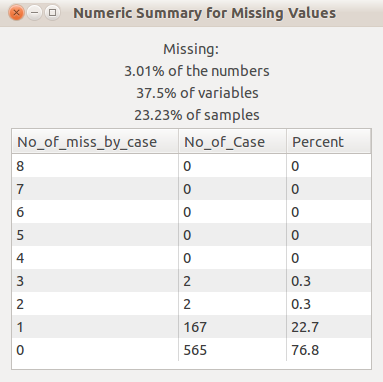 Numeric Summary for Missing Values
Missing:
3.01% of the numbers
37.5% of variables
23.23% of samples
No_of_miss_by_case No_of_Case Percent
8 0 0
7 0 0
6 0 0
5 0 0
4 0 0
3 2 0.3
2 2 0.3
1 167 22.7
0 565 76.8